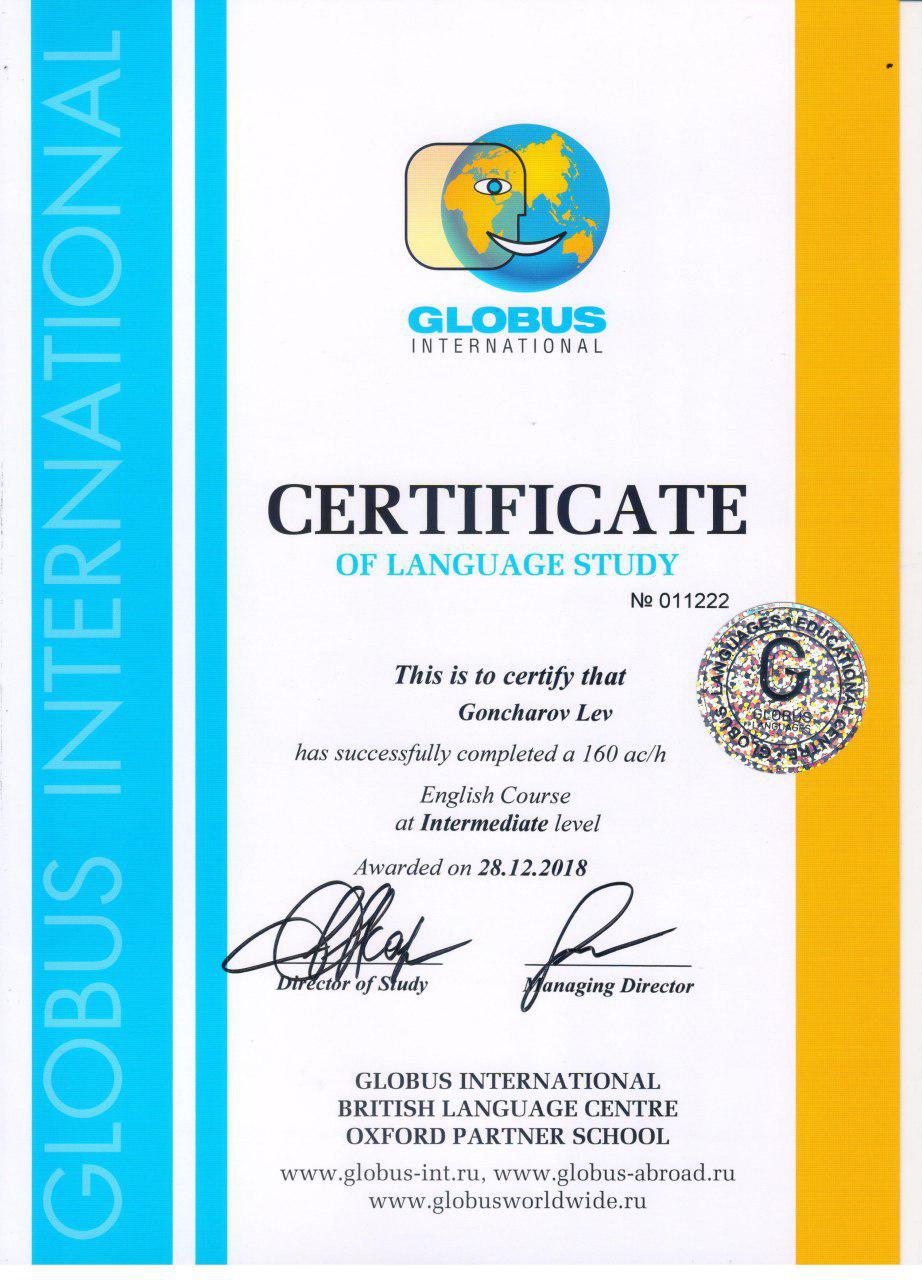 GLOBUS INTERNATIONAL
GLOBUS
INTERNATIONAL
CERTIFICATE
OF LANGUAGE STUDY
№ 011222
GLOBUS LANGUAGES • EDUCATIONAL CENTRE •
G
GLOBUS
LANGUAGES
This is to certify that
Goncharov Lev
has successfully completed a 160 ac/h
English Course
at Intermediate level
Awarded on 28.12.2018
Director of Study
Managing Director
GLOBUS INTERNATIONAL
BRITISH LANGUAGE CENTRE
OXFORD PARTNER SCHOOL
www.globus-int.ru, www.globus-abroad.ru
www.globusworldwide.ru